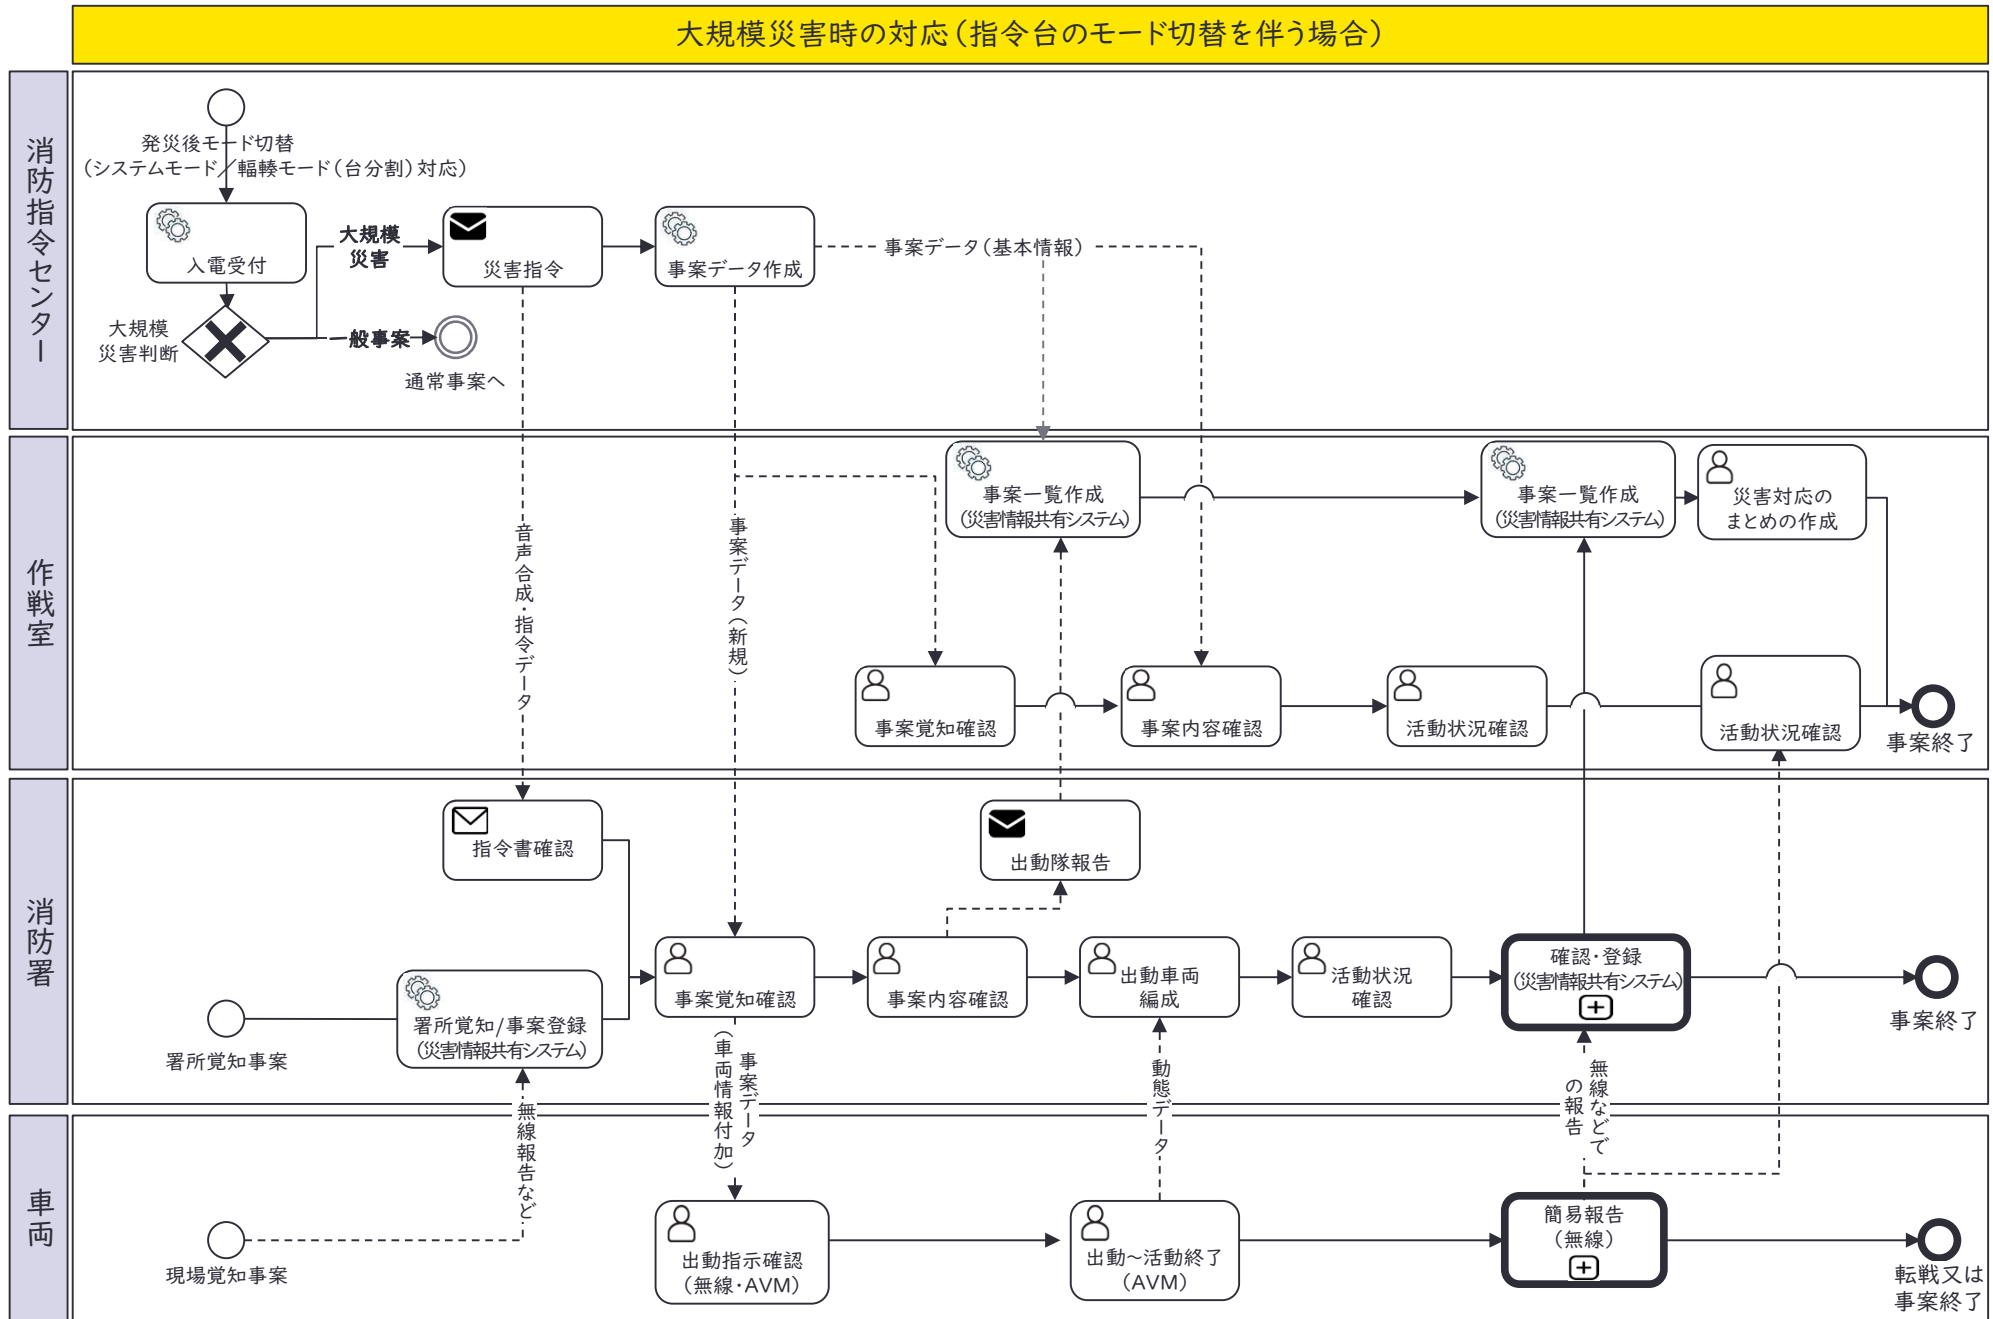 大規模災害時の対応（指令台のモード切替を伴う場合）
消防指令センター
発災後モード切替
（システムモード／輻輳モード（台分割）対応）
入電受付
大規模
災害判断
大規模
災害
一般事案
通常事案へ
災害指令
事案データ作成
事案データ（基本情報）
音声合成・指令データ
事案データ（新規）
作戦室
事案一覧作成
（災害情報共有システム）
事案一覧作成
（災害情報共有システム）
災害対応の
まとめの作成
事案覚知確認
事案内容確認
活動状況確認
活動状況確認
事案終了
消防署
指令書確認
出動隊報告
署所覚知事案
署所覚知/事案登録
（災害情報共有システム）
事案覚知確認
事案内容確認
出動車両
編成
活動状況
確認
確認・登録
（災害情報共有システム）
事案終了
無線報告など
事案データ
（車両情報付加）
動態データ
無線などで
の報告
車両
現場覚知事案
出動指示確認
（無線・AVM）
出動～活動終了
（AVM）
簡易報告
（無線）
転戦又は
事案終了